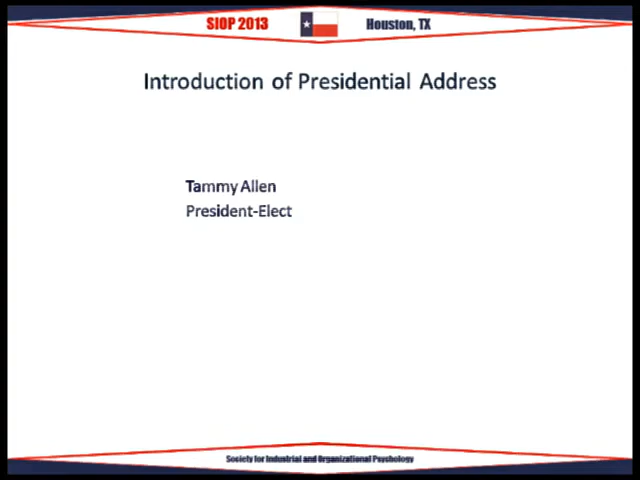 SIOP 2013 Houston, TX
Introduction of Presidential Address
Tammy Allen
President-Elect
Society for Industrial and Organizational Psychology